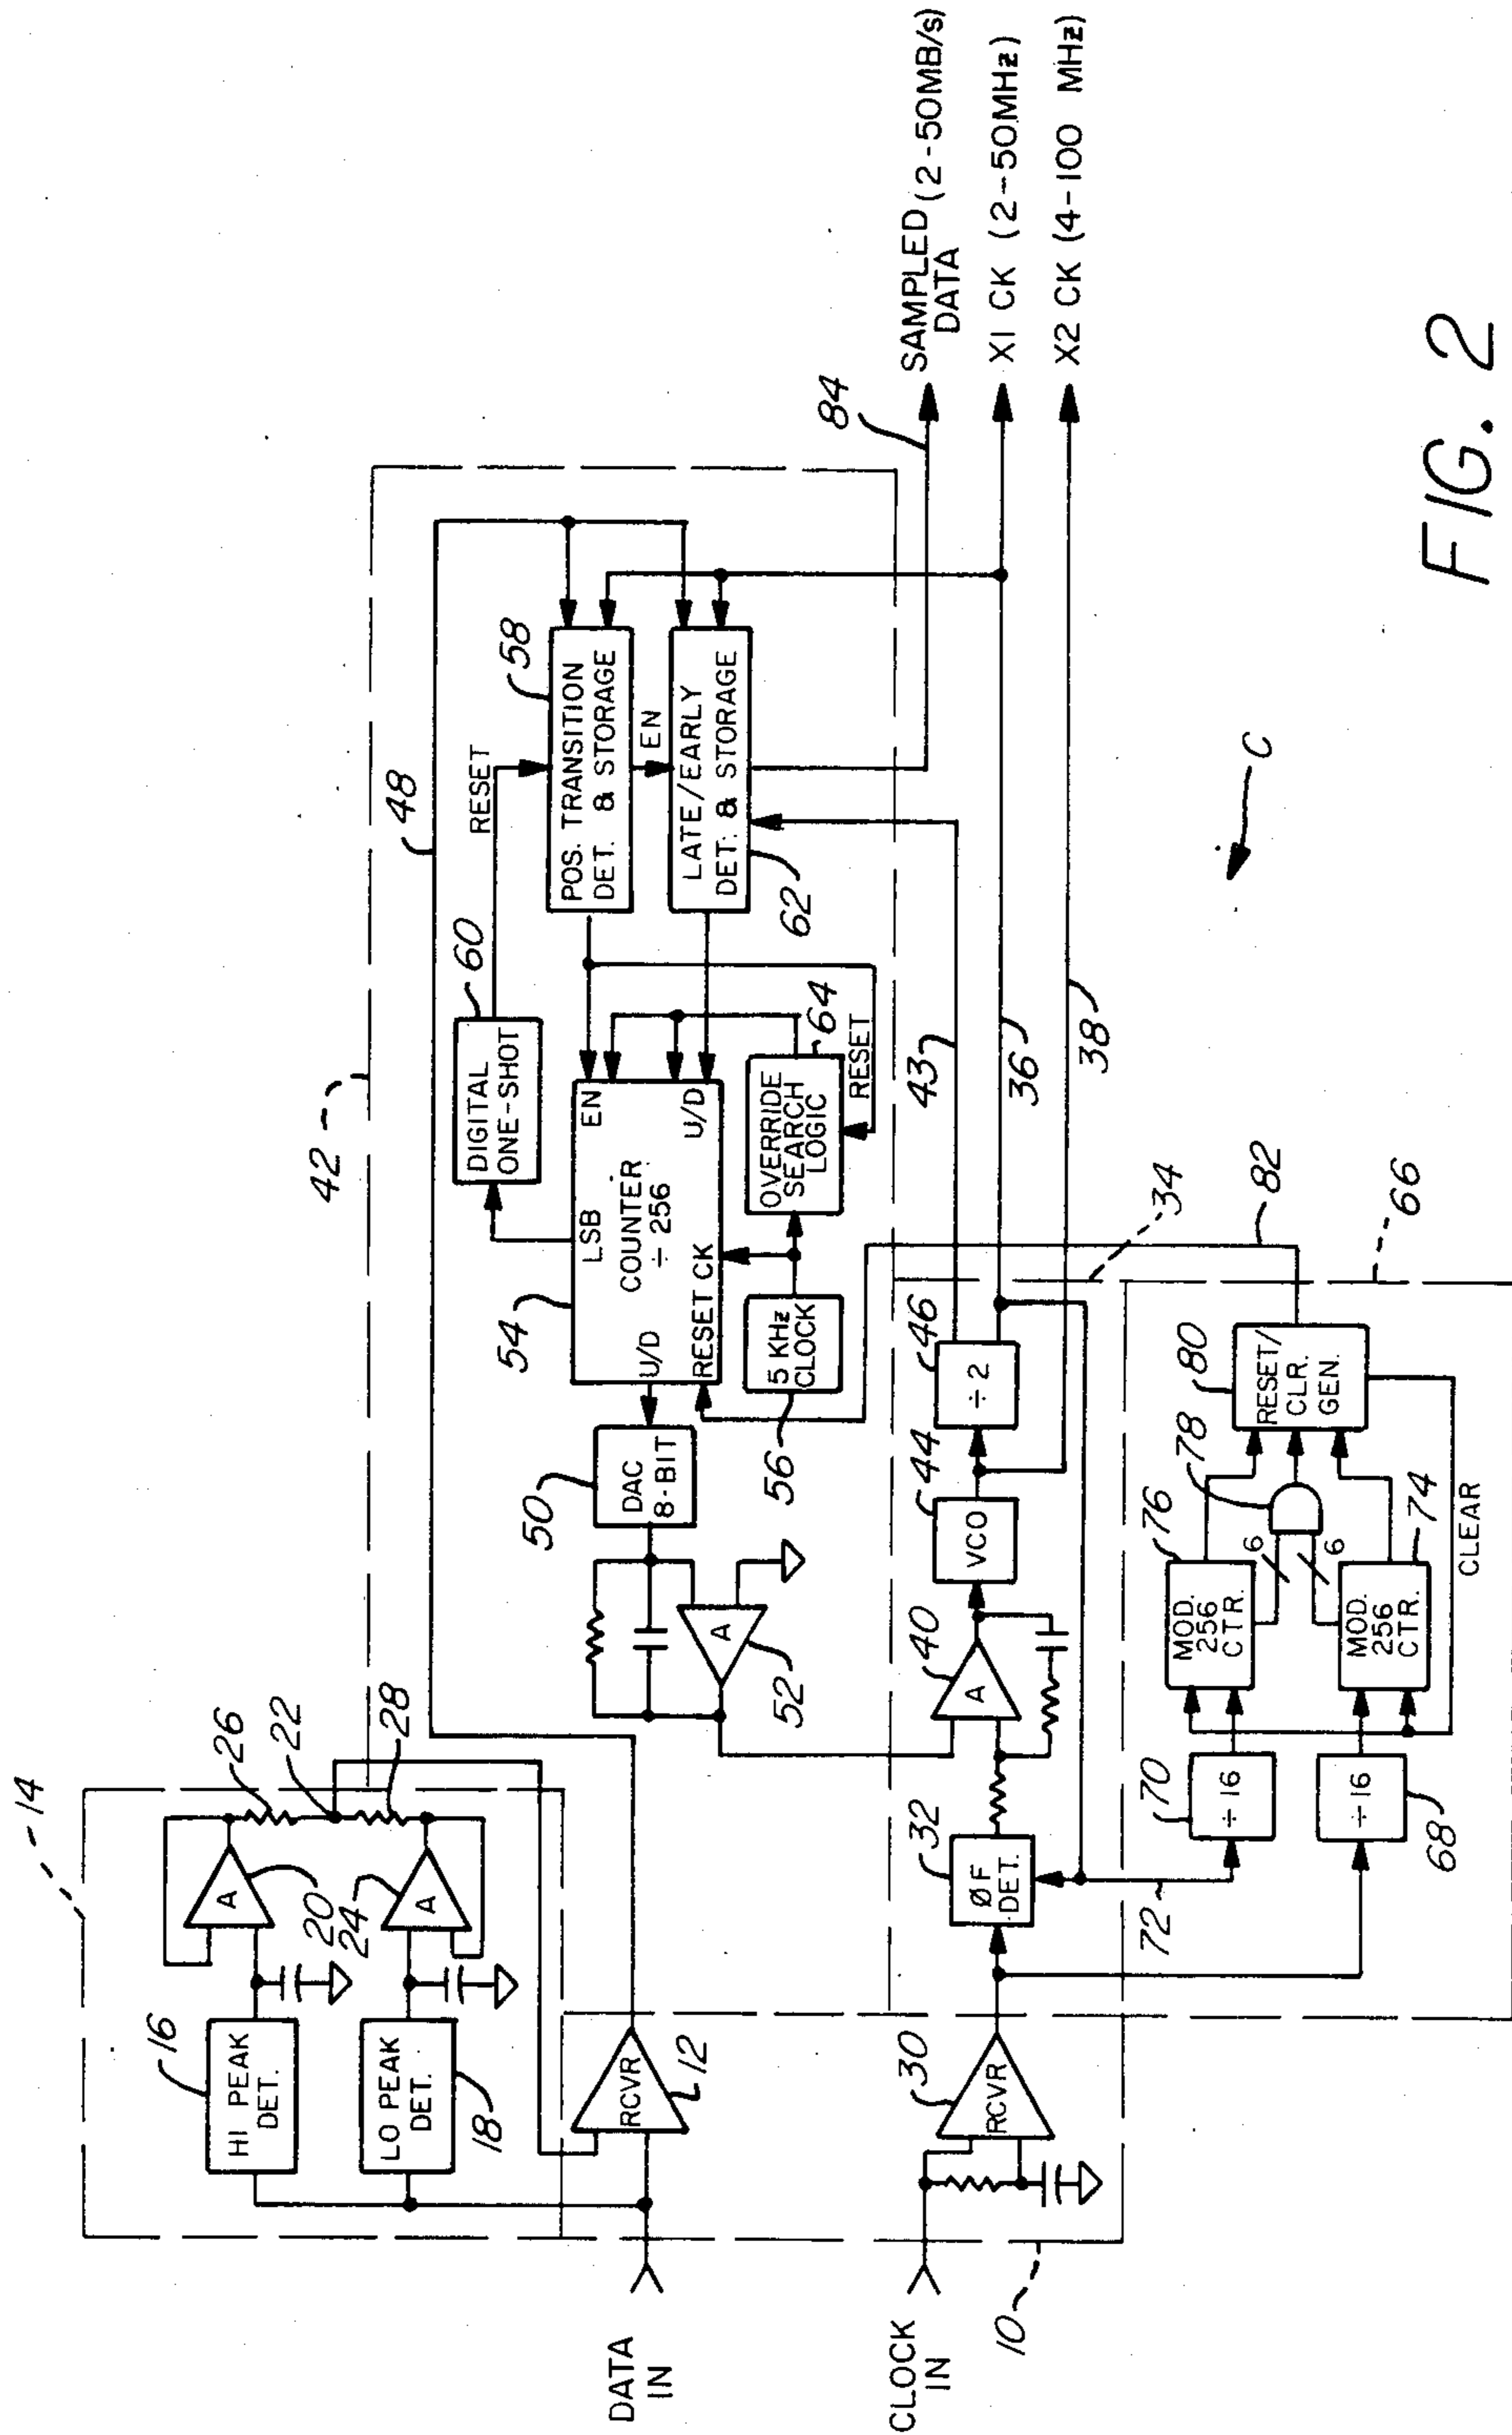 14
16
HI PEAK
DET.
LO PEAK
DET.
18
A
20
24
A
26
22
28
DATA
IN
RCVR
12
42
48
50
DAC
8-BIT
A
52
54
LSB
EN
COUNTER
÷ 256
U/D
U/D
RESET CK
5 KHz
CLOCK
56
DIGITAL
ONE-SHOT
60
RESET
POS. TRANSITION
DET. & STORAGE
58
EN
LATE/EARLY
DET. & STORAGE
62
OVERRIDE
SEARCH
LOGIC
64
RESET
84
SAMPLED (2-50MB/s)
DATA
X1 CK (2-50MHz)
X2 CK (4-100 MHz)
CLOCK
IN
10
RCVR
30
32
ØF
DET.
A
40
VCO
44
÷2
46
43
36
38
34
66
72
70
÷16
÷16
68
76
MOD.
256
CTR.
MOD.
256
CTR.
74
6
6
78
80
RESET/
CLR.
GEN.
82
CLEAR
C
FIG. 2